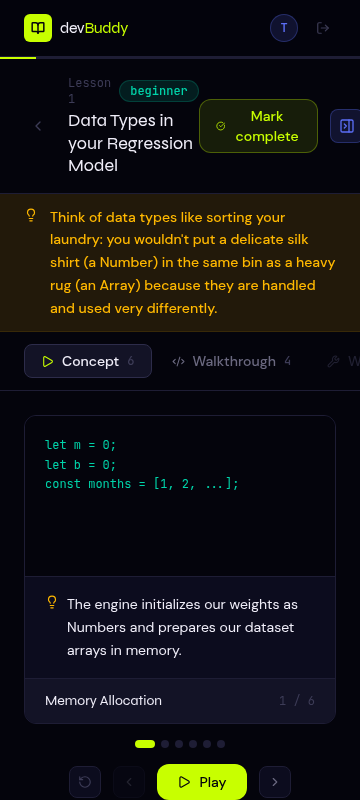 devBuddy
T
Lesson
1
beginner
Data Types in
your Regression
Model
Mark
complete
Think of data types like sorting your
laundry: you wouldn't put a delicate silk
shirt (a Number) in the same bin as a heavy
rug (an Array) because they are handled
and used very differently.
Concept 6
Walkthrough 4
W
let m = 0;
let b = 0;
const months = [1, 2, ...];
The engine initializes our weights as
Numbers and prepares our dataset
arrays in memory.
Memory Allocation
1 / 6
Play